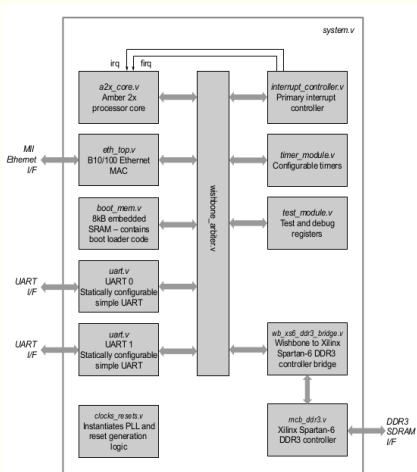 system.v
irq
firq
a2x_core.v
Amber 2x
processor core
interrupt_controller.v
Primary interrupt
controller
MII
Ethernet
I/F
eth_top.v
B10/100 Ethernet
MAC
timer_module.v
Configurable timers
wishbone_arbiter.v
boot_mem.v
8kB embedded
SRAM – contains
boot loader code
test_module.v
Test and debug
registers
UART
I/F
uart.v
UART 0
Statically configurable
simple UART
UART
I/F
uart.v
UART 1
Statically configurable
simple UART
wb_xs6_ddr3_bridge.v
Wishbone to Xilinx
Spartan-6 DDR3
controller bridge
clocks_resets.v
Instantiates PLL and
reset generation
logic
mcb_ddr3.v
Xilinx Spartan-6
DDR3 controller
DDR3
SDRAM
I/F